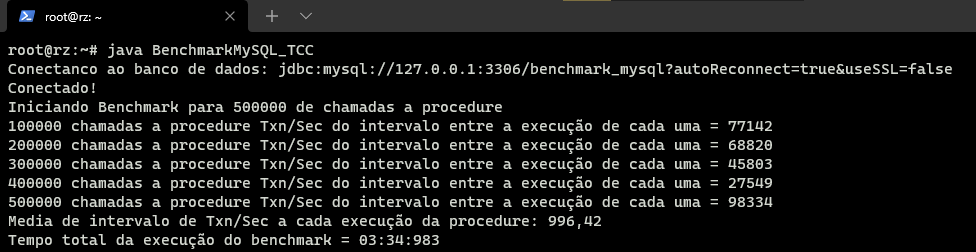 root@rz: ~
root@rz:~# java BenchmarkMySQL_TCC
Conectanco ao banco de dados: jdbc:mysql://127.0.0.1:3306/benchmark_mysql?autoReconnect=true&useSSL=false
Conectado!
Iniciando Benchmark para 500000 de chamadas a procedure
100000 chamadas a procedure Txn/Sec do intervalo entre a execução de cada uma = 77142
200000 chamadas a procedure Txn/Sec do intervalo entre a execução de cada uma = 68820
300000 chamadas a procedure Txn/Sec do intervalo entre a execução de cada uma = 45803
400000 chamadas a procedure Txn/Sec do intervalo entre a execução de cada uma = 27549
500000 chamadas a procedure Txn/Sec do intervalo entre a execução de cada uma = 98334
Media de intervalo de Txn/Sec a cada execução da procedure: 996,42
Tempo total da execução do benchmark = 03:34:983